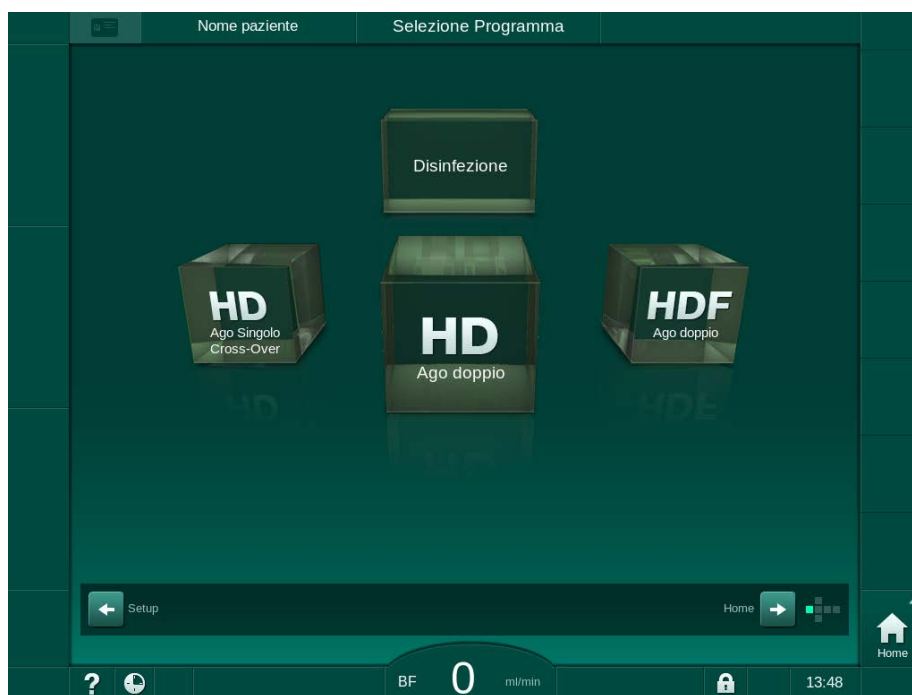 Nome paziente
Selezione Programma
Disinfezione
HD
Ago Singolo
Cross-Over
HD
Ago doppio
HDF
Ago doppio
Setup
Home
Home
?
BF
0
ml/min
13:48